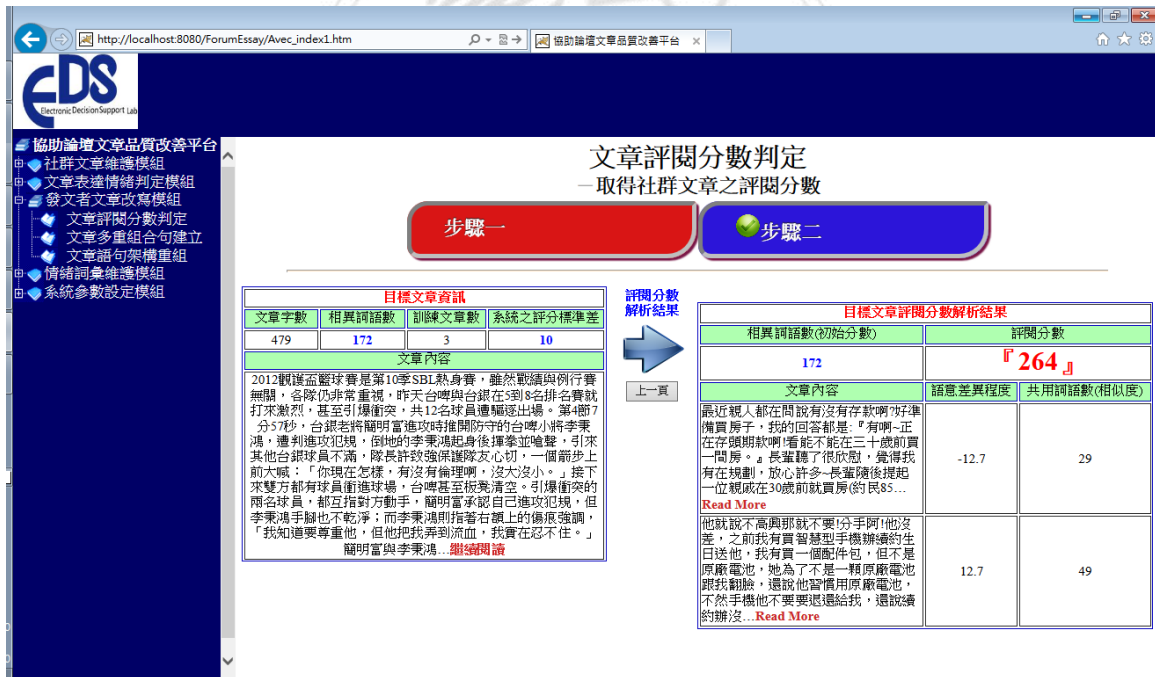 http://localhost:8080/ForumEssay/Avec_index1.htm
協助論壇文章品質改善平台
EDS
Electronic Decision Support Lab
協助論壇文章品質改善平台
社群文章維護模組
文章表達情緒判定模組
發文者文章改寫模組
文章評閱分數判定
文章多重組合句建立
文章語句架構重組
情緒詞彙維護模組
系統參數設定模組
文章評閱分數判定
－取得社群文章之評閱分數
步驟一
步驟二
目標文章資訊
文章字數 相異詞語數 訓練文章數 系統之評分標準差
479 172 3 10
文章內容
2012觀護盃籃球賽是第10季SBL熱身賽，雖然戰績與例行賽
無關，各隊仍非常重視，昨天台啤與台銀在5到8名排名賽就
打來激烈，甚至引爆衝突，共12名球員遭驅逐出場。第4節7
分57秒，台銀老將簡明富進攻時推開防守的台啤小將李秉
鴻，遭判進攻犯規，倒地的李秉鴻起身後揮拳並嗆聲，引來
其他台銀球員不滿，隊長許致強保護隊友心切，一個箭步上
前大喊：「你現在怎樣，有沒有倫理啊，沒大沒小。」接下
來雙方都有球員衝進球場，台啤甚至板凳清空。引爆衝突的
兩名球員，都互指對方動手，簡明富承認自己進攻犯規，但
李秉鴻手腳也不乾淨；而李秉鴻則指著右額上的傷痕強調，
「我知道要尊重他，但他把我弄到流血，我實在忍不住。」
簡明富與李秉鴻...繼續閱讀
評閱分數
解析結果
上一頁
目標文章評閱分數解析結果
相異詞語數(初始分數) 評閱分數
172 『264』
文章內容 語意差異程度 共用詞語數(相似度)
最近親人都在問說有沒有存款啊?好準
備買房子，我的回答都是:『有啊~正
在存頭期款啊!看能不能在三十歲前買
一間房。』長輩聽了很欣慰，覺得我
有在規劃，放心許多~長輩隨後提起
一位親戚在30歲前就買房(約民85…
Read More
-12.7 29
他就說不高興那就不要!分手阿!他沒
差，之前我有買智慧型手機辦續約生
日送他，我有買一個配件包，但不是
原廠電池，她為了不是一顆原廠電池
跟我翻臉，還說他習慣用原廠電池，
不然手機他不要要退還給我，還說續
約辦沒…Read More
12.7 49